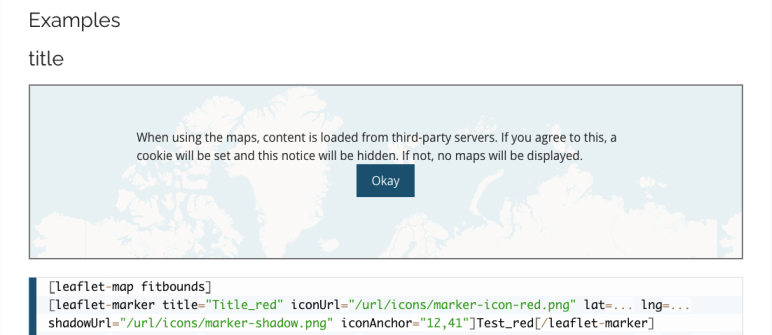 Examples
title
When using the maps, content is loaded from third-party servers. If you agree to this, a
cookie will be set and this notice will be hidden. If not, no maps will be displayed.
Okay
[leaflet-map fitbounds]
[leaflet-marker title="Title_red" iconUrl="/url/icons/marker-icon-red.png" lat=... lng=...
shadowUrl="/url/icons/marker-shadow.png" iconAnchor="12,41"]Test_red[/leaflet-marker]